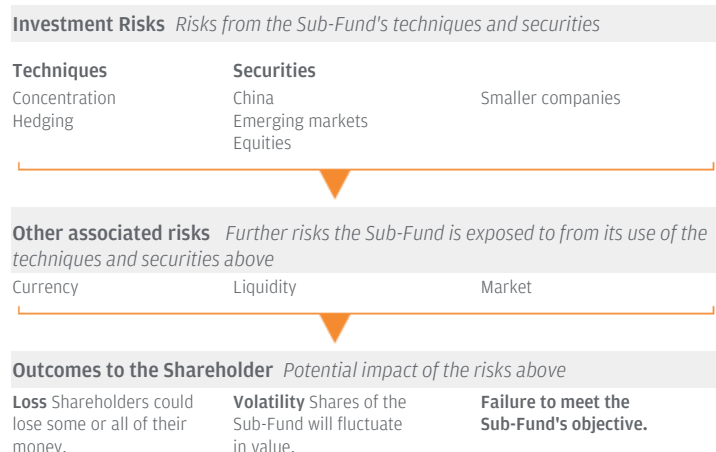 Investment Risks Risks from the Sub-Fund's techniques and securities
Techniques
Securities
Concentration
China
Smaller companies
Hedging
Emerging markets
Equities
Other associated risks Further risks the Sub-Fund is exposed to from its use of the
techniques and securities above
Currency
Liquidity
Market
Outcomes to the Shareholder Potential impact of the risks above
Loss Shareholders could
lose some or all of their
money.
Volatility Shares of the
Sub-Fund will fluctuate
in value.
Failure to meet the
Sub-Fund's objective.